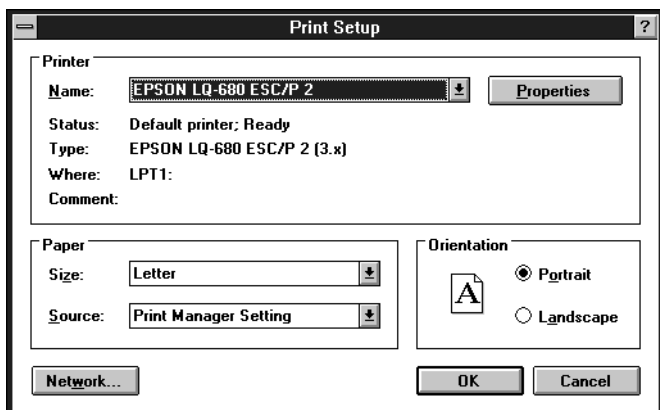 Print Setup
?
Printer
Name: EPSON LQ-680 ESC/P 2 Properties
Status: Default printer; Ready
Type: EPSON LQ-680 ESC/P 2 (3.x)
Where: LPT1:
Comment:
Paper
Size: Letter
Source: Print Manager Setting
Orientation
A
Portrait
Landscape
Network...
OK
Cancel